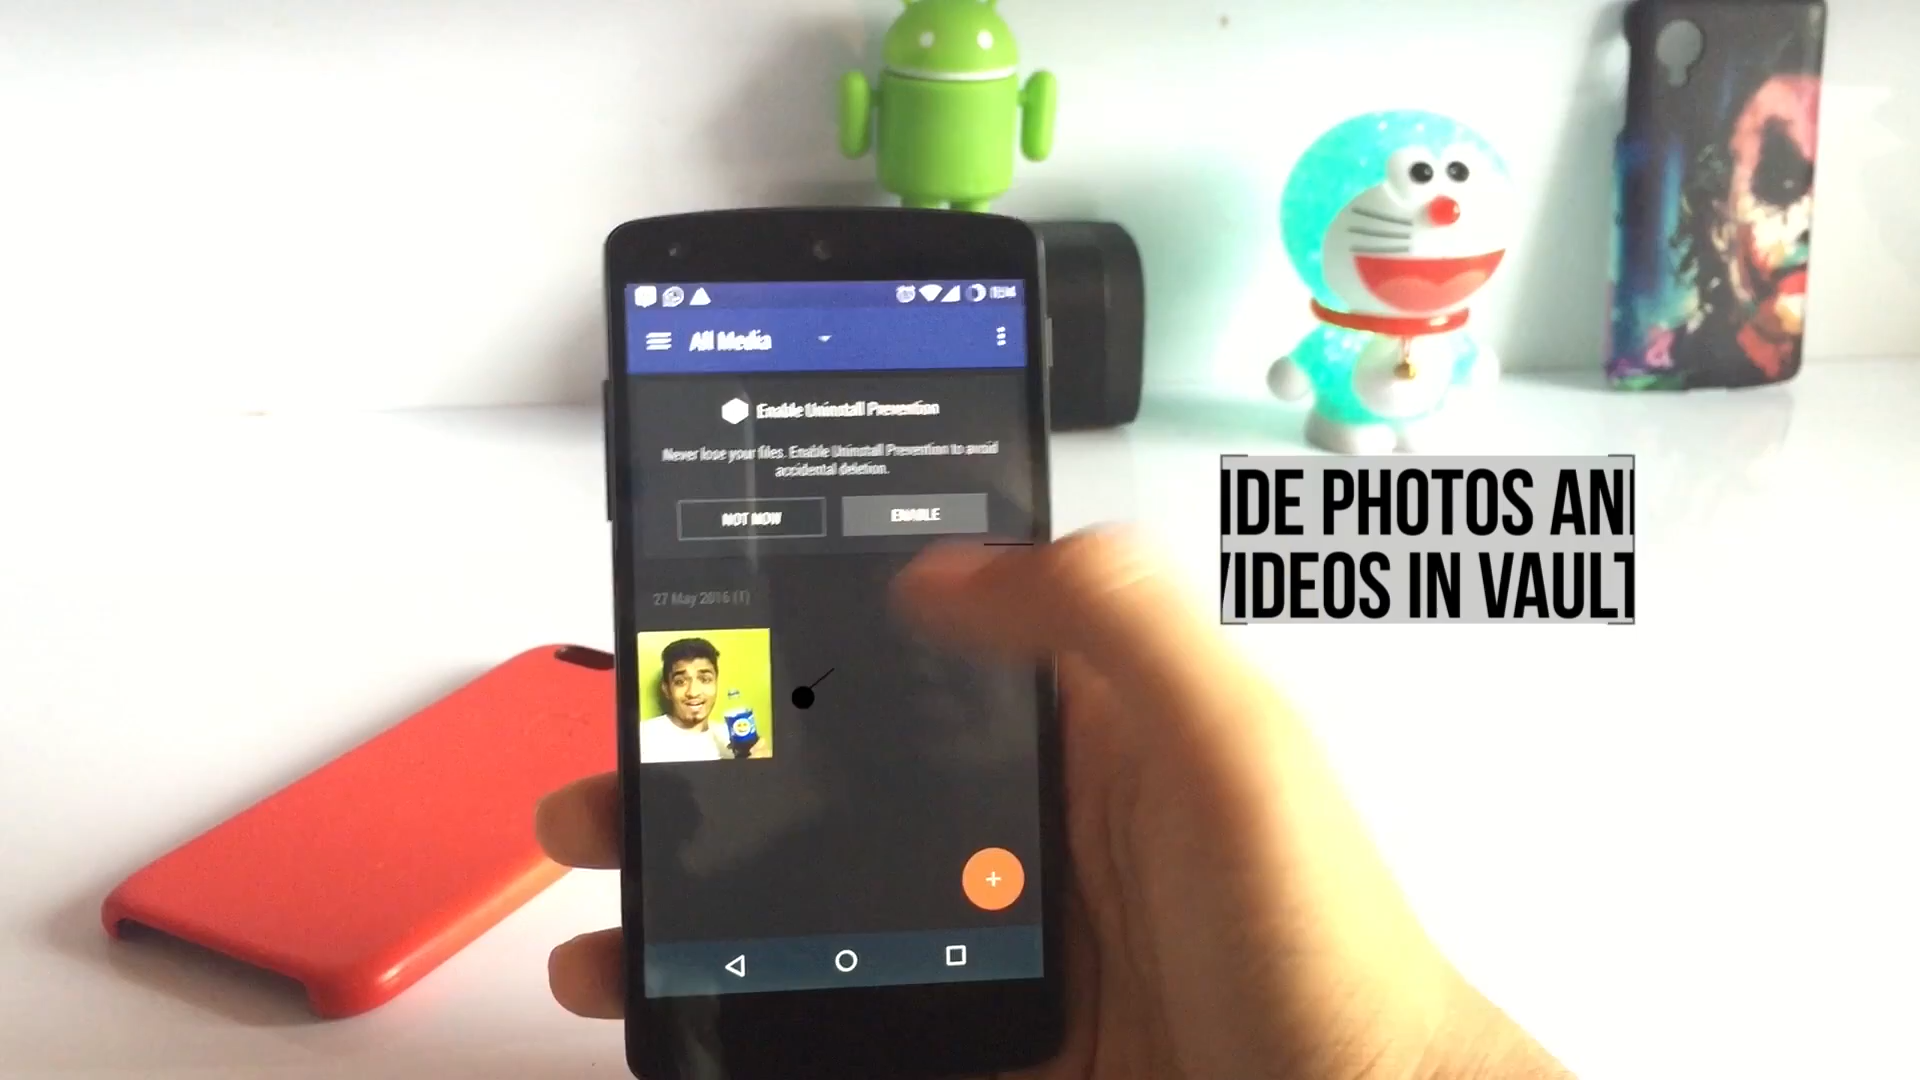 All Media
Enable Uninstall Prevention
Never lose your files. Enable Uninstall Prevention to avoid
accidental deletion.
NOT NOW
ENABLE
27 May 2016 (1)
IDE PHOTOS AN
VIDEOS IN VAULT